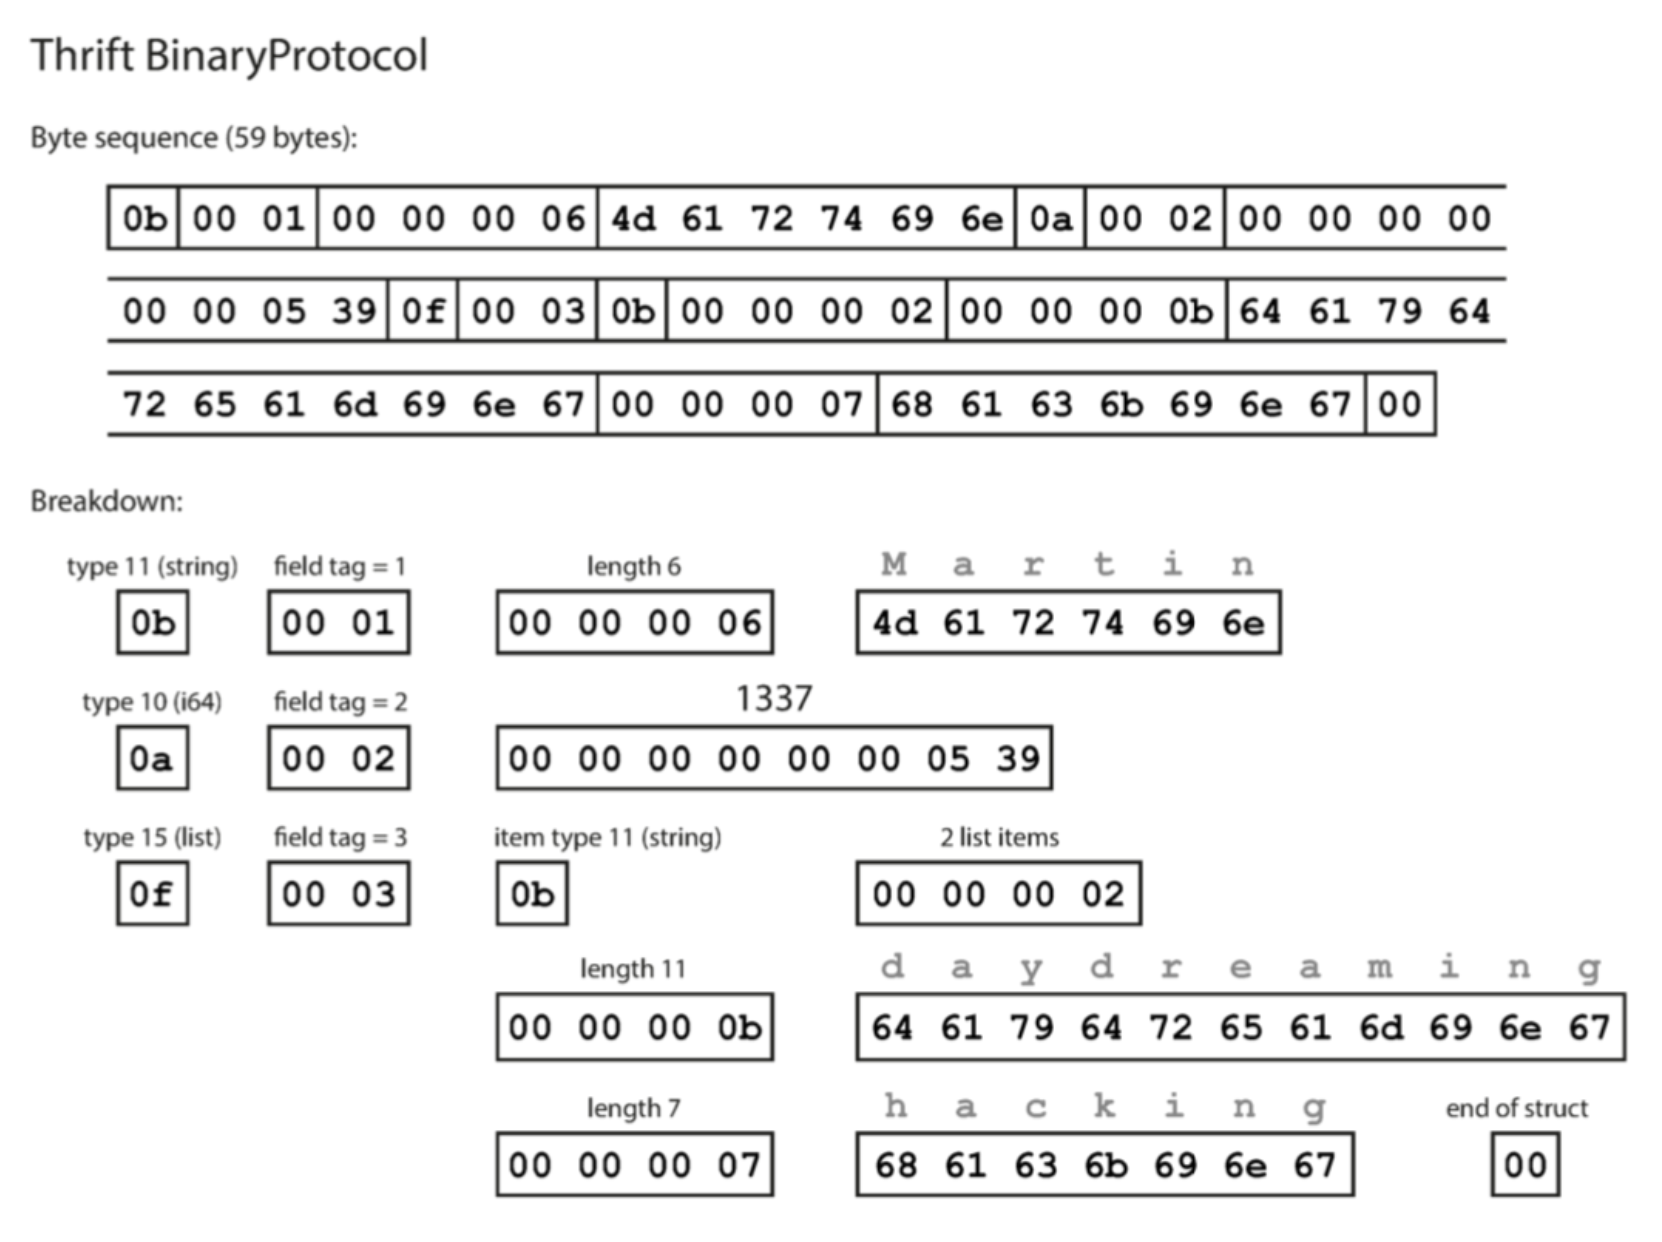 Thrift BinaryProtocol
Byte sequence (59 bytes):
0b 00 01 00 00 00 06 4d 61 72 74 69 6e 0a 00 02 00 00 00 00
00 00 05 39 0f 00 03 0b 00 00 00 02 00 00 00 0b 64 61 79 64
72 65 61 6d 69 6e 67 00 00 00 07 68 61 63 6b 69 6e 67 00
Breakdown:
type 11 (string) field tag = 1 length 6 M a r t i n
0b 00 01 00 00 00 06 4d 61 72 74 69 6e
type 10 (i64) field tag = 2 1337
0a 00 02 00 00 00 00 00 00 05 39
type 15 (list) field tag = 3 item type 11 (string) 2 list items
0f 00 03 0b 00 00 00 02
length 11 d a y d r e a m i n g
00 00 00 0b 64 61 79 64 72 65 61 6d 69 6e 67
length 7 h a c k i n g end of struct
00 00 00 07 68 61 63 6b 69 6e 67 00